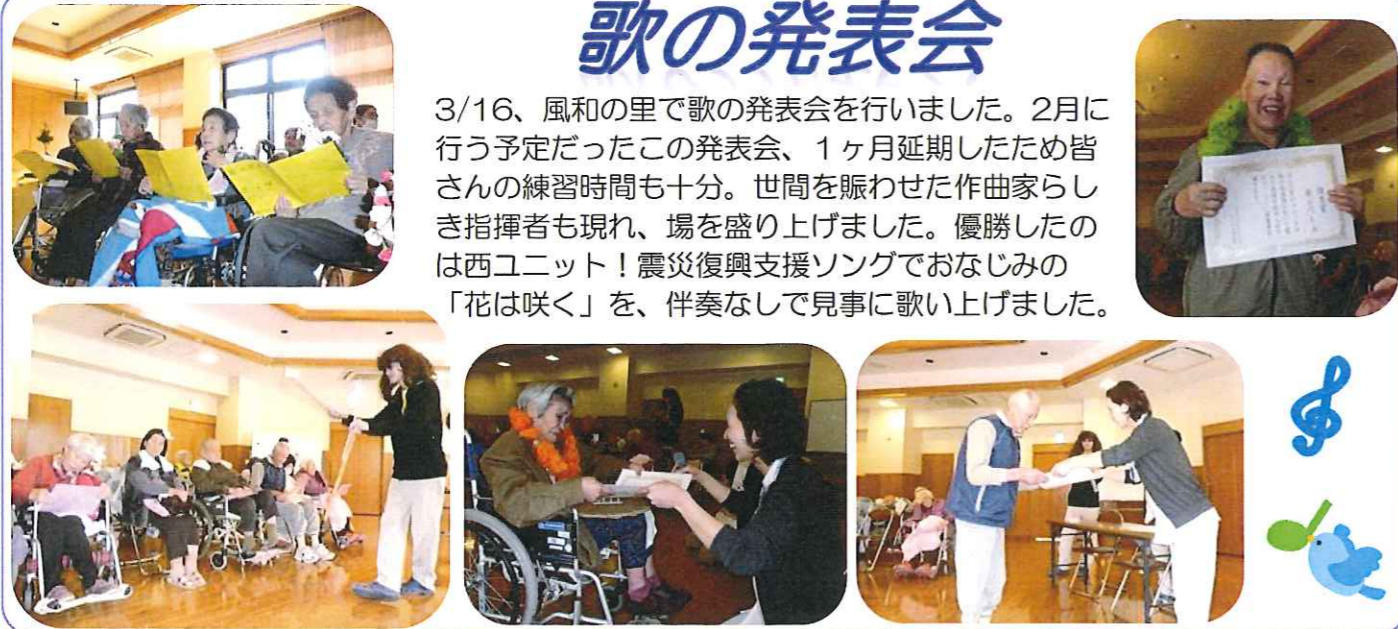 歌の発表会
3/16、風和の里で歌の発表会を行いました。2月に
行う予定だったこの発表会、1ヶ月延期したため皆
さんの練習時間も十分。世間を賑わせた作曲家らし
き指揮者も現れ、場を盛り上げました。優勝したの
は西ユニット！震災復興支援ソングでおなじみの
「花は咲く」を、伴奏なしで見事に歌い上げました。